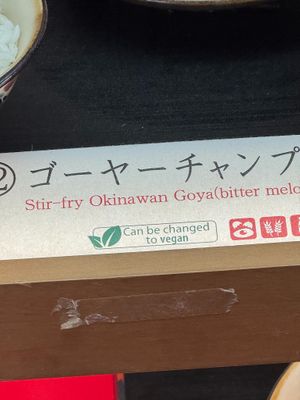 ② ゴーヤーチャンプ
Stir-fry Okinawan Goya(bitter melo
Can be changed
to vegan